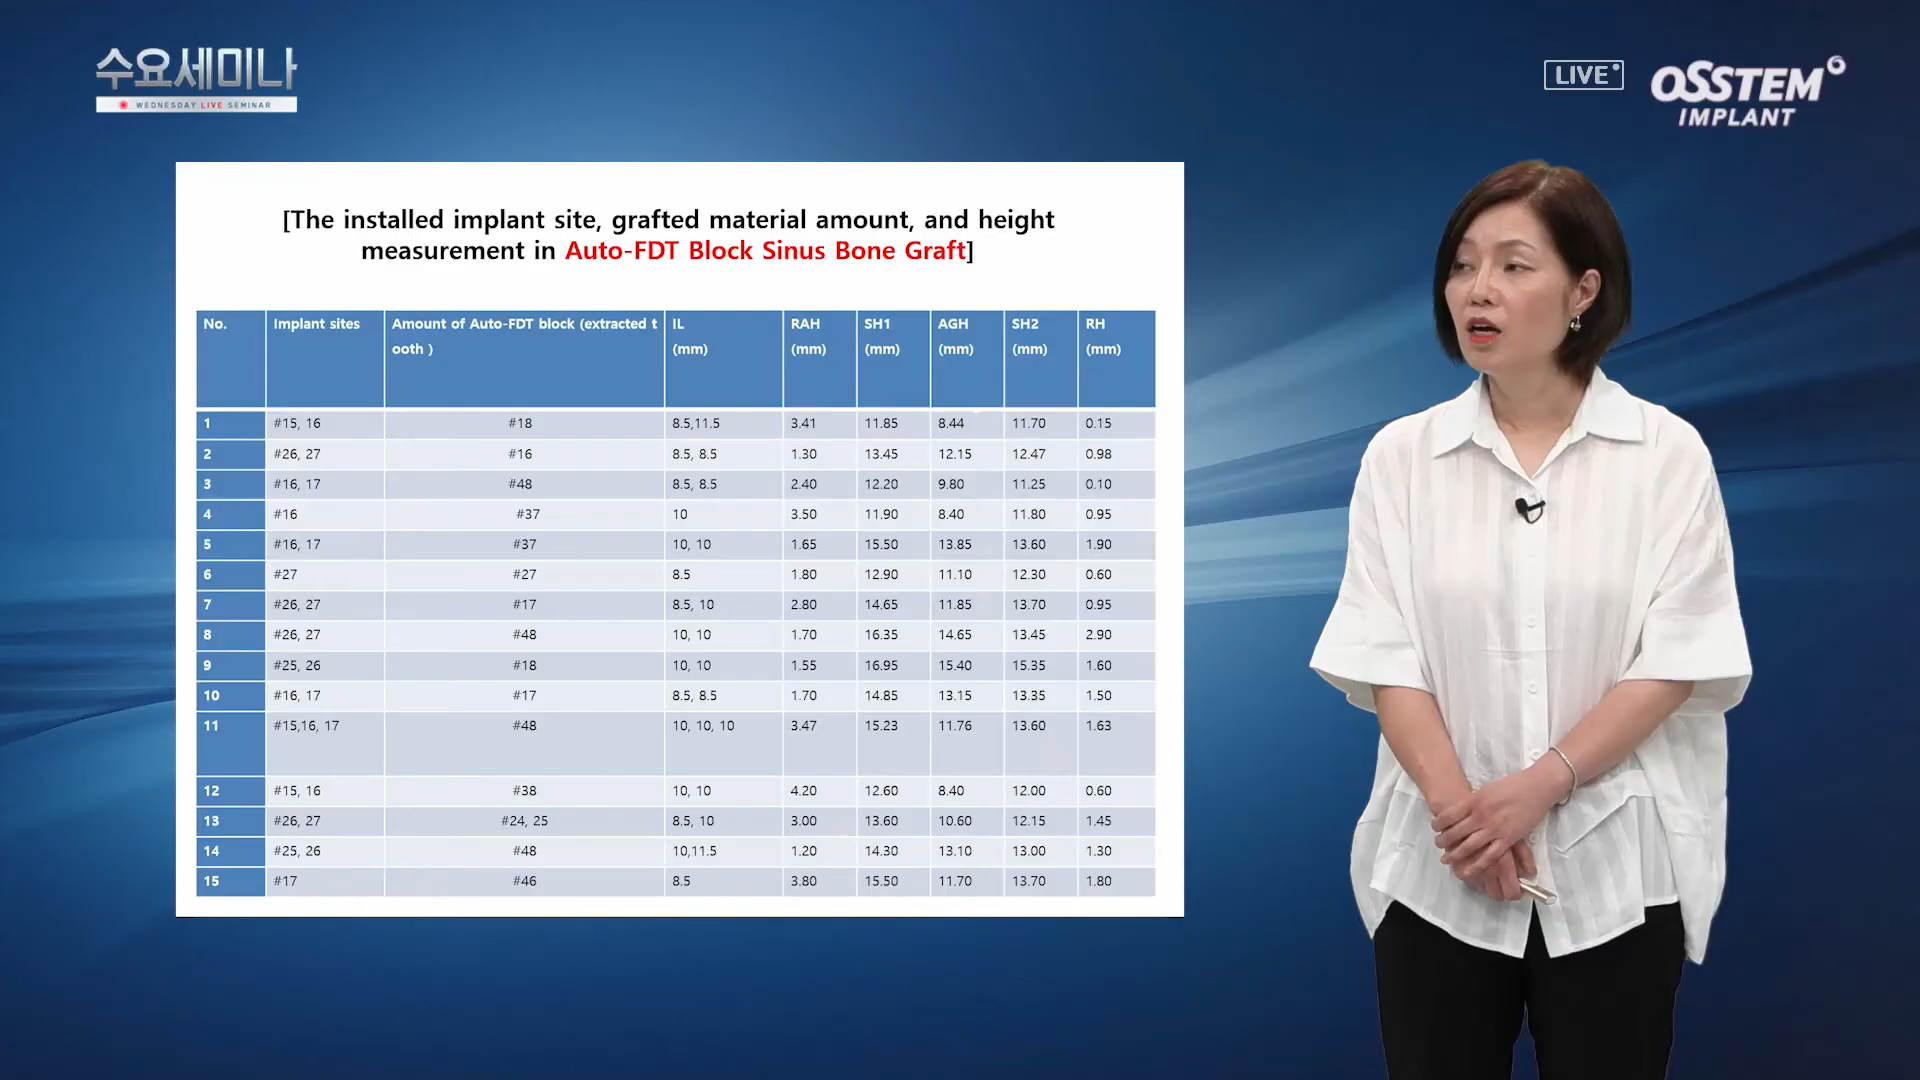 수요세미나
WEDNESDAY LIVE SEMINAR
LIVE
OSSTEM
IMPLANT
[The installed implant site, grafted material amount, and height
measurement in Auto-FDT Block Sinus Bone Graft]
No. Implant sites Amount of Auto-FDT block (extracted t IL RAH SH1 AGH SH2 RH
ooth ) (mm) (mm) (mm) (mm) (mm) (mm)
1 #15, 16 #18 8.5,11.5 3.41 11.85 8.44 11.70 0.15
2 #26, 27 #16 8.5, 8.5 1.30 13.45 12.15 12.47 0.98
3 #16, 17 #48 8.5, 8.5 2.40 12.20 9.80 11.25 0.10
4 #16 #37 10 3.50 11.90 8.40 11.80 0.95
5 #16, 17 #37 10, 10 1.65 15.50 13.85 13.60 1.90
6 #27 #27 8.5 1.80 12.90 11.10 12.30 0.60
7 #26, 27 #17 8.5, 10 2.80 14.65 11.85 13.70 0.95
8 #26, 27 #48 10, 10 1.70 16.35 14.65 13.45 2.90
9 #25, 26 #18 10, 10 1.55 16.95 15.40 15.35 1.60
10 #16, 17 #17 8.5, 8.5 1.70 14.85 13.15 13.35 1.50
11 #15,16, 17 #48 10, 10, 10 3.47 15.23 11.76 13.60 1.63
12 #15, 16 #38 10, 10 4.20 12.60 8.40 12.00 0.60
13 #26, 27 #24, 25 8.5, 10 3.00 13.60 10.60 12.15 1.45
14 #25, 26 #48 10,11.5 1.20 14.30 13.10 13.00 1.30
15 #17 #46 8.5 3.80 15.50 11.70 13.70 1.80